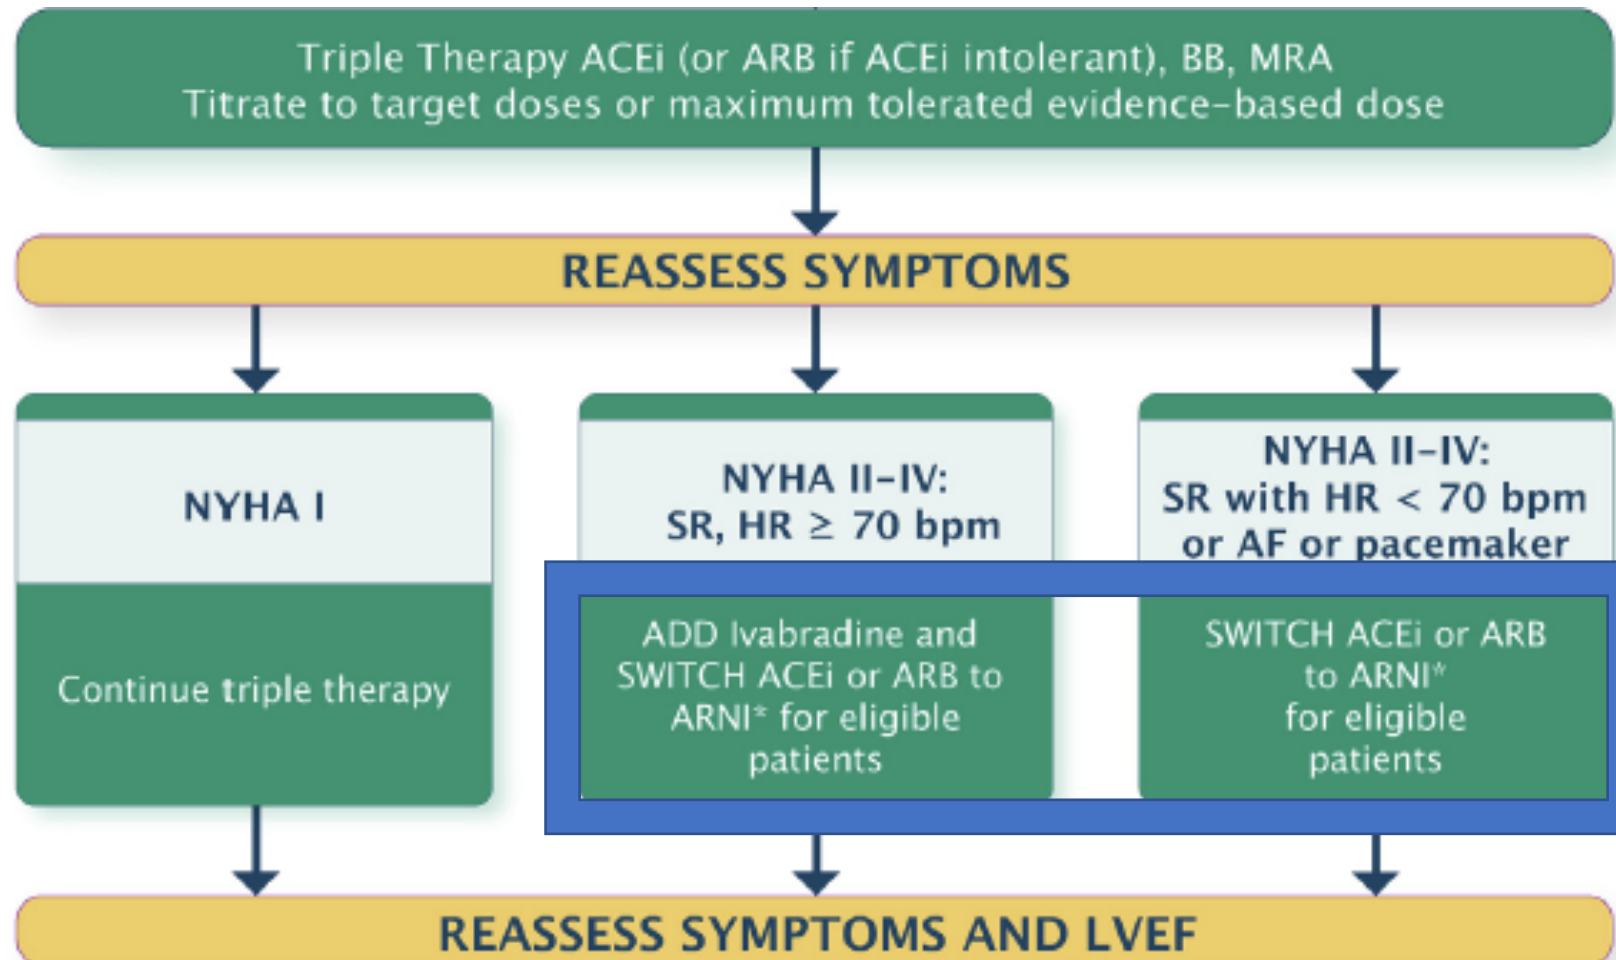 Triple Therapy ACEi (or ARB if ACEi intolerant), BB, MRA
Titrate to target doses or maximum tolerated evidence-based dose
REASSESS SYMPTOMS
NYHA I
Continue triple therapy
NYHA II-IV:
SR, HR ≥ 70 bpm
ADD Ivabradine and
SWITCH ACEi or ARB to
ARNI* for eligible
patients
NYHA II-IV:
SR with HR < 70 bpm
or AF or pacemaker
SWITCH ACEi or ARB
to ARNI*
for eligible
patients
REASSESS SYMPTOMS AND LVEF